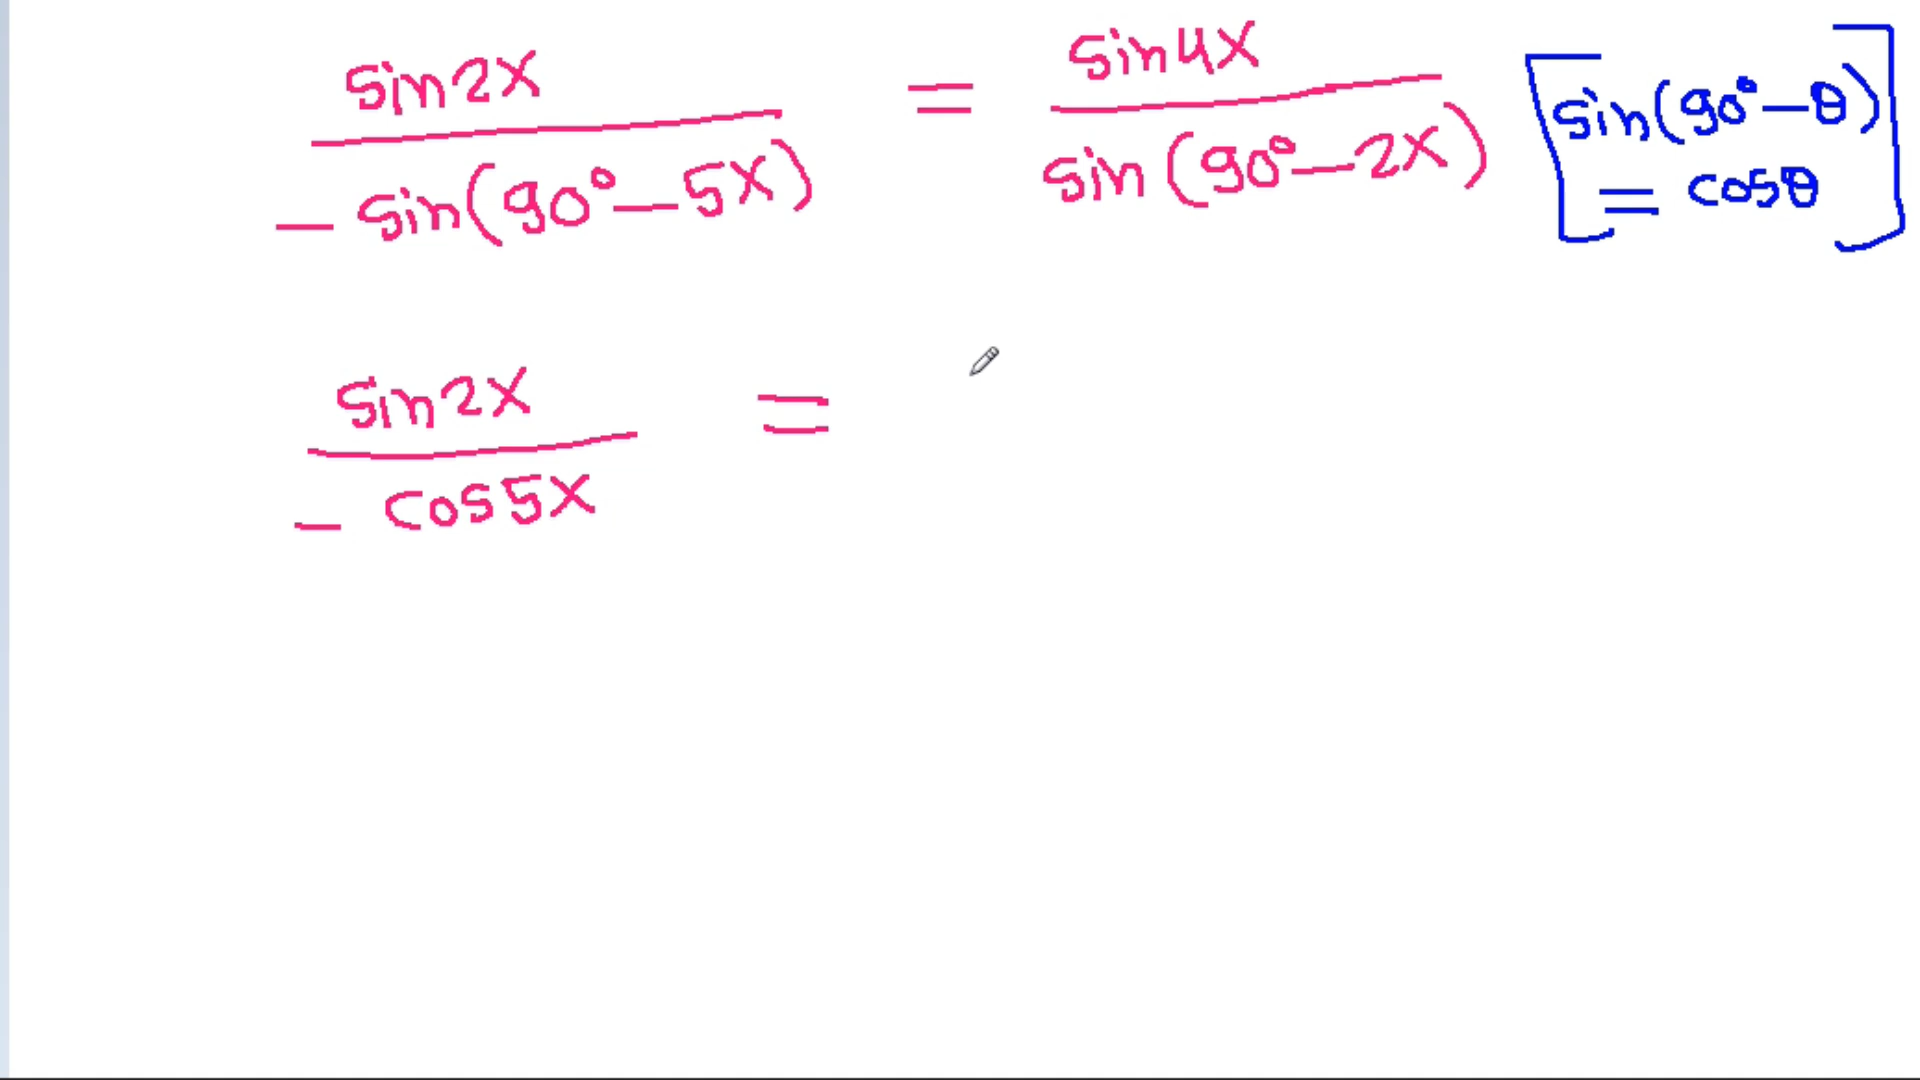 sin2x / -sin(90°-5x) = sin4x / sin(90°-2x) [sin(90°-θ) = cosθ]
sin2x / -cos5x =